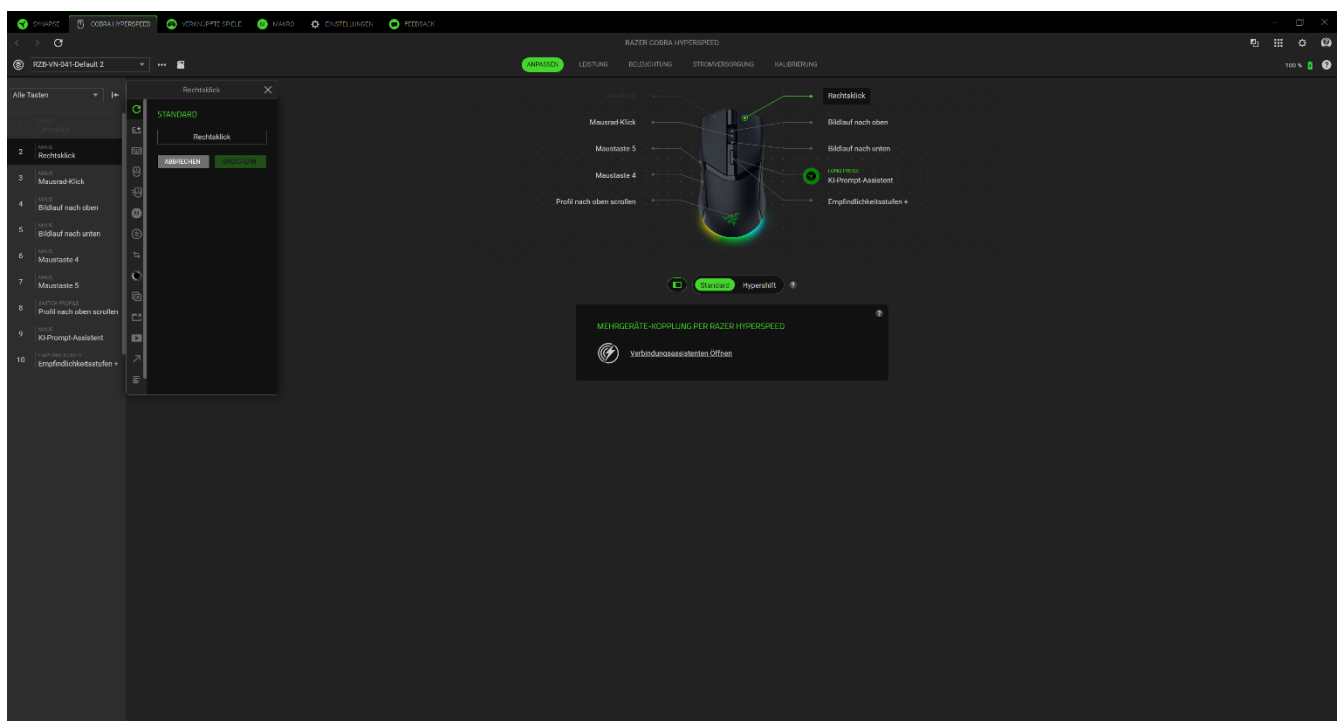 SYNAPSE COBRA HYPERSPEED VERKNÜPFTE SPIELE MAKRO EINSTELLUNGEN FEEDBACK
RAZER COBRA HYPERSPEED
RZB-VN-041-Default 2
ANPASSEN LEISTUNG BELEUCHTUNG STROMVERSORGUNG KALIBRIERUNG
100 %
Alle Tasten
Linksklick
2 MAUS
Rechtsklick
3 MAUS
Mausrad-Klick
4 MAUS
Bildlauf nach oben
5 MAUS
Bildlauf nach unten
6 MAUS
Maustaste 4
7 MAUS
Maustaste 5
8 SWITCH PROFILE
Profil nach oben scrollen
9 MAUS
KI-Prompt-Assistent
10
Empfindlichkeitsstufen +
Rechtsklick
STANDARD
Rechtsklick
ABBRECHEN SPEICHERN
Linksklick
Mausrad-Klick
Maustaste 5
Maustaste 4
Profil nach oben scrollen
Rechtsklick
Bildlauf nach oben
Bildlauf nach unten
LONG PRESS
KI-Prompt-Assistent
Empfindlichkeitsstufen +
Standard Hypershift
MEHRGERÄTE-KOPPLUNG PER RAZER HYPERSPEED
Verbindungsassistenten Öffnen